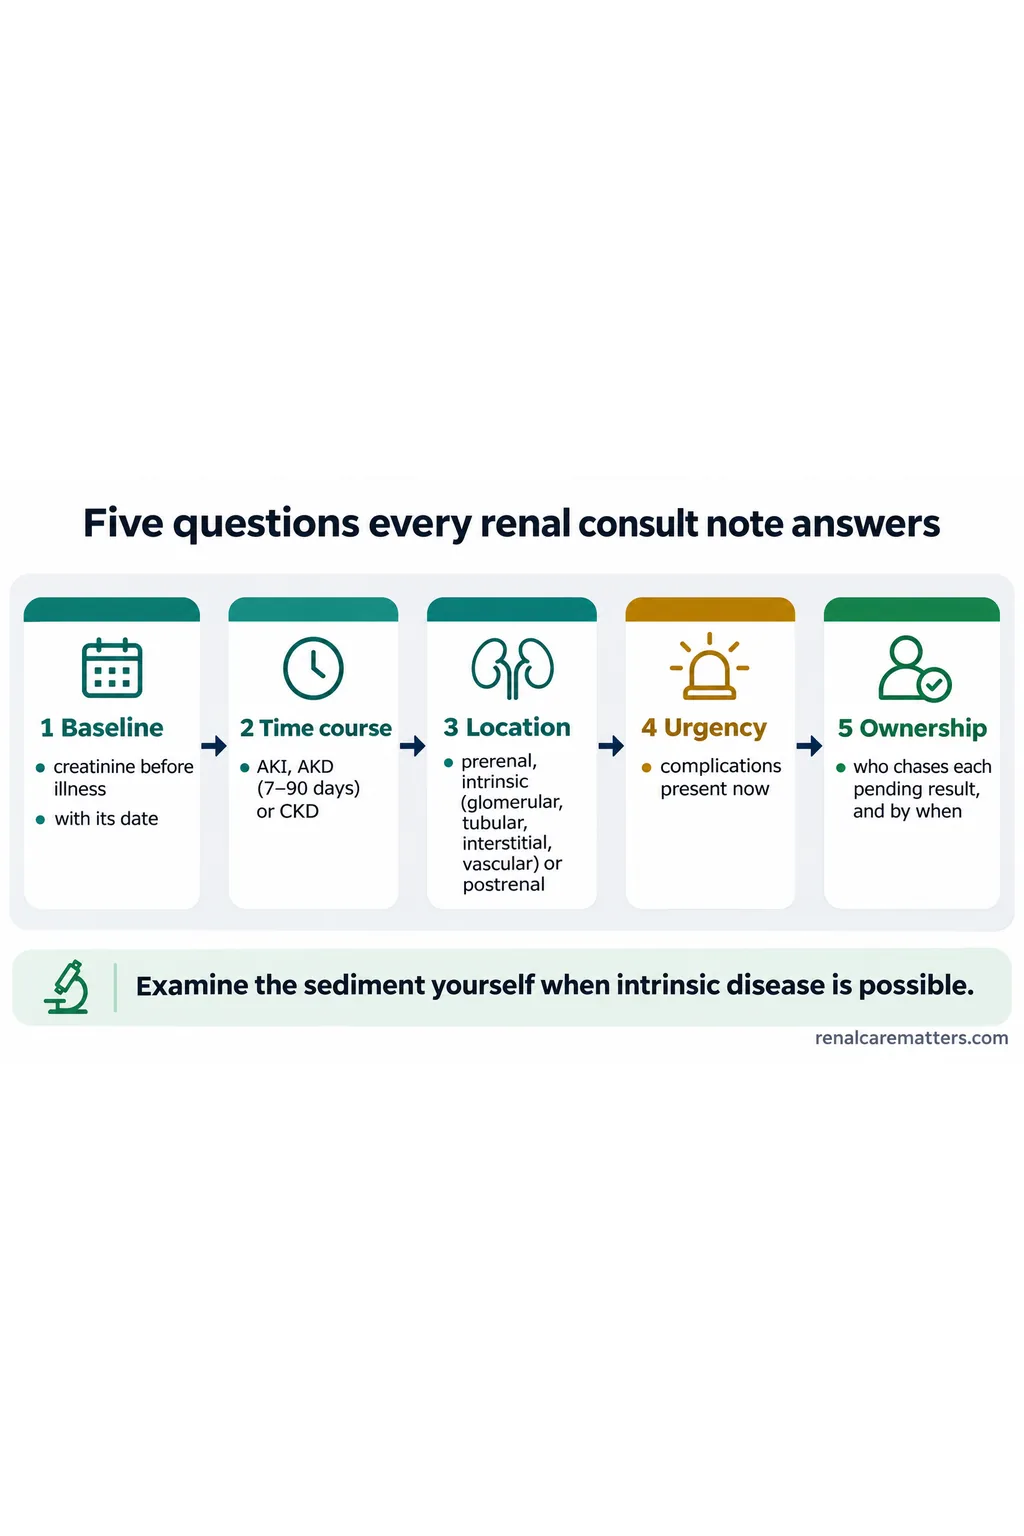 Five questions every renal consult note answers
1 Baseline
creatinine before
illness
with its date
2 Time course
AKI, AKD
(7–90 days)
or CKD
3 Location
prerenal,
intrinsic
(glomerular,
tubular,
interstitial,
vascular) or
postrenal
4 Urgency
complications
present now
5 Ownership
who chases each
pending result,
and by when
Examine the sediment yourself when intrinsic disease is possible.
renalcarematters.com